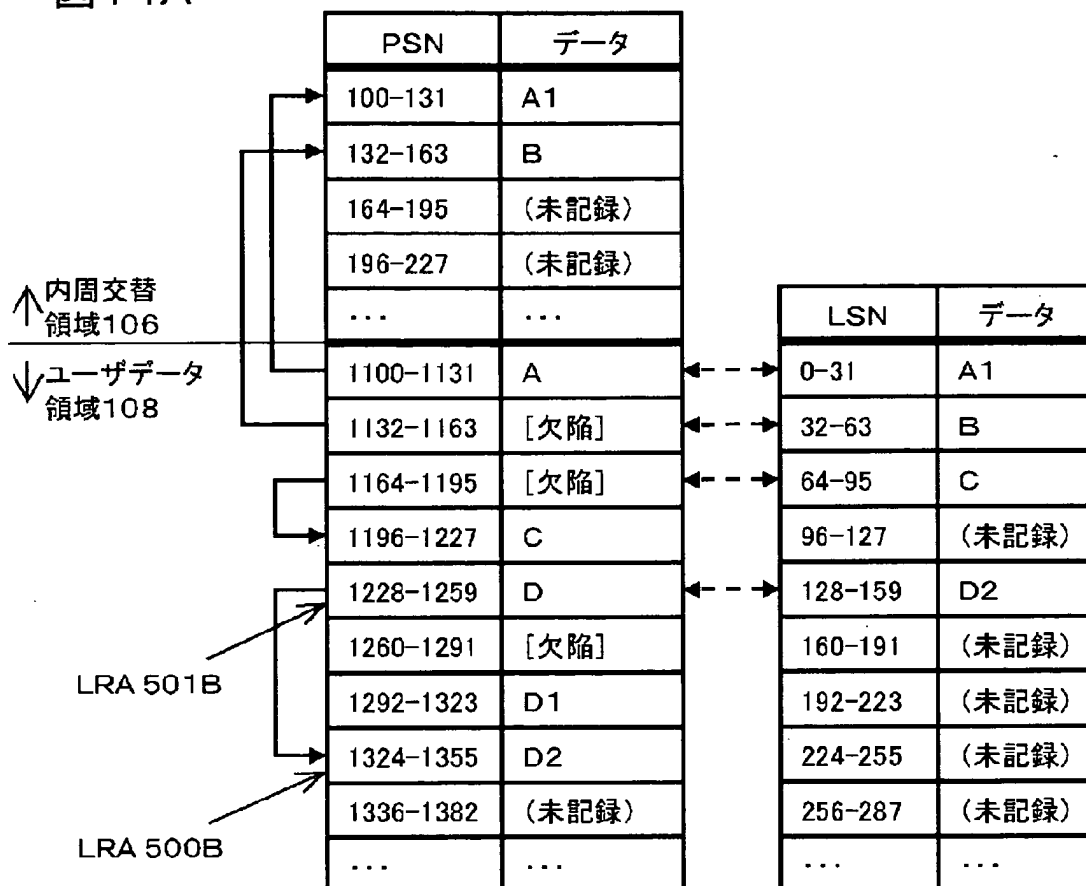 PSN データ
100-131 A1
132-163 B
164-195 (未記録)
196-227 (未記録)
... ...
内周交替
領域106
ユーザデータ
領域108
1100-1131 A
1132-1163 [欠陥]
1164-1195 [欠陥]
1196-1227 C
1228-1259 D
1260-1291 [欠陥]
1292-1323 D1
1324-1355 D2
1336-1382 (未記録)
... ...
LRA 501B
LRA 500B
LSN データ
0-31 A1
32-63 B
64-95 C
96-127 (未記録)
128-159 D2
160-191 (未記録)
192-223 (未記録)
224-255 (未記録)
256-287 (未記録)
... ...